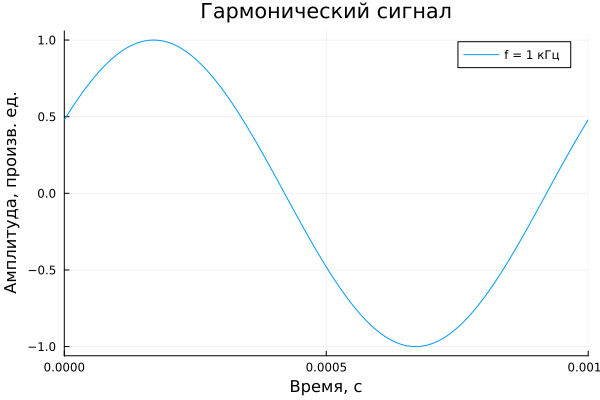 Гармонический сигнал
f = 1 кГц
1.0
0.5
0.0
−0.5
−1.0
Амплитуда, произв. ед.
0.0000
0.0005
0.001
Время, с